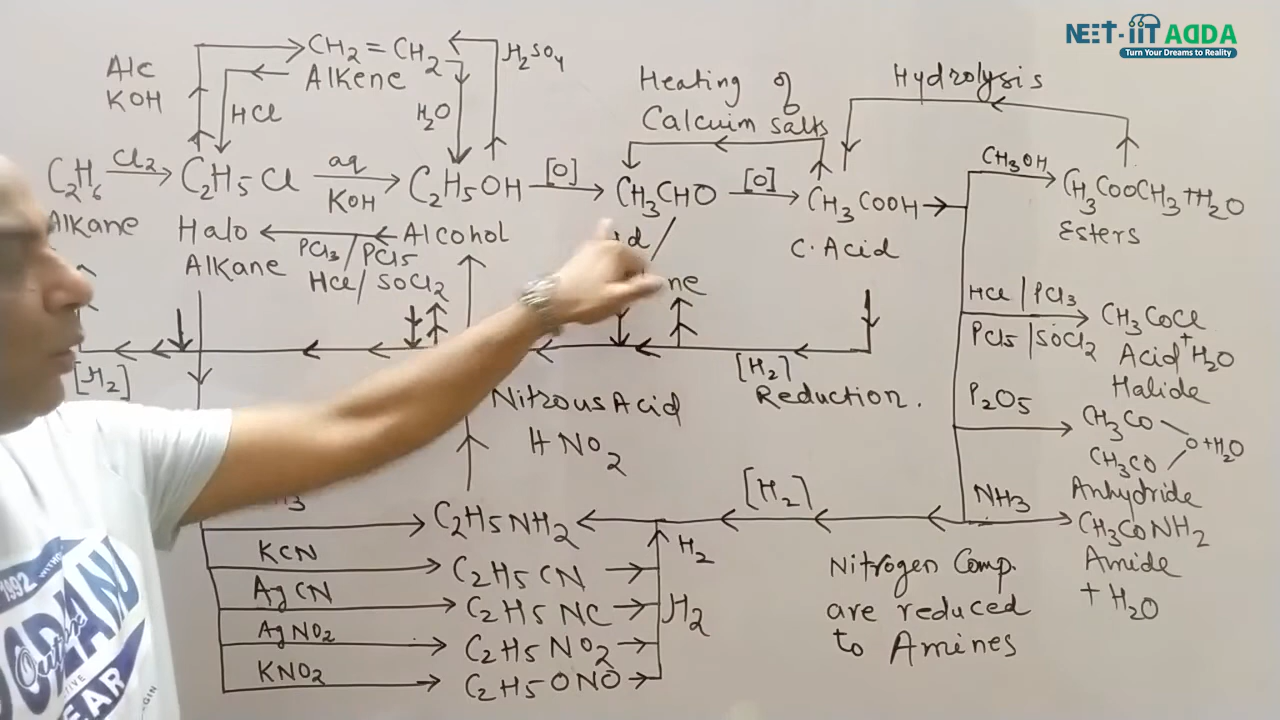 NEET-iiT ADDA
Turn Your Dreams to Reality
Alc
KOH
CH2 = CH2
Alkene
H2SO4
HCl
H2O
Heating of
Calcuim salts
Hydrolysis
C2H6
Cl2
C2H5Cl
aq
KOH
C2H5OH
[O]
CH3CHO
[O]
CH3COOH
CH3OH
CH3COOCH3+H2O
Esters
Alkane
Halo
Alkane
PCl3/PCl5
HCl/SOCl2
Alcohol
C.Acid
HCl/PCl3
PCl5/SOCl2
CH3COCl
+H2O
Acid
Halide
[H2]
[H2]
Reduction.
Nitrous Acid
HNO2
P2O5
CH3CO
CH3CO
O+H2O
Anhydride
NH3
CH3CONH2
Amide
+H2O
C2H5NH2
[H2]
KCN
C2H5CN
H2
AgCN
C2H5NC
H2
AgNO2
C2H5NO2
KNO2
C2H5ONO
Nitrogen Comp.
are reduced
to Amines
1992